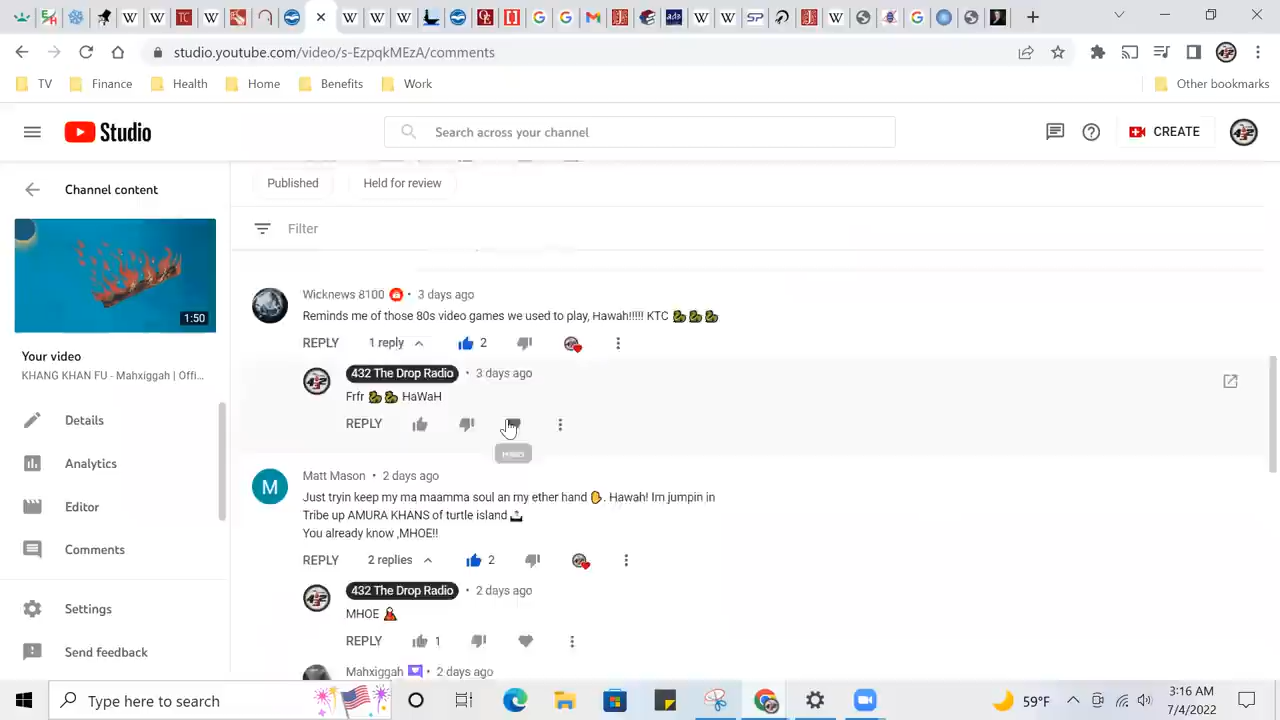 studio.youtube.com/video/s-EzpqkMEzA/comments
TV Finance Health Home Benefits Work Other bookmarks
Studio
Search across your channel
CREATE
Channel content
1:50
Your video
KHANG KHAN FU - Mahxiggah | Offi...
Details
Analytics
Editor
Comments
Settings
Send feedback
Published Held for review
Filter
Wicknews 8100 • 3 days ago
Reminds me of those 80s video games we used to play, Hawah!!!!! KTC 🐉🐉🐉
REPLY 1 reply 2
432 The Drop Radio • 3 days ago
Frfr 🐉🐉 HaWaH
REPLY
M
Matt Mason • 2 days ago
Just tryin keep my ma maamma soul an my ether hand ✋. Hawah! Im jumpin in
Tribe up AMURA KHANS of turtle island
You already know ,MHOE!!
REPLY 2 replies 2
432 The Drop Radio • 2 days ago
MHOE 🌋
REPLY 1
Mahxiggah • 2 days ago
Type here to search
59°F
3:16 AM
7/4/2022